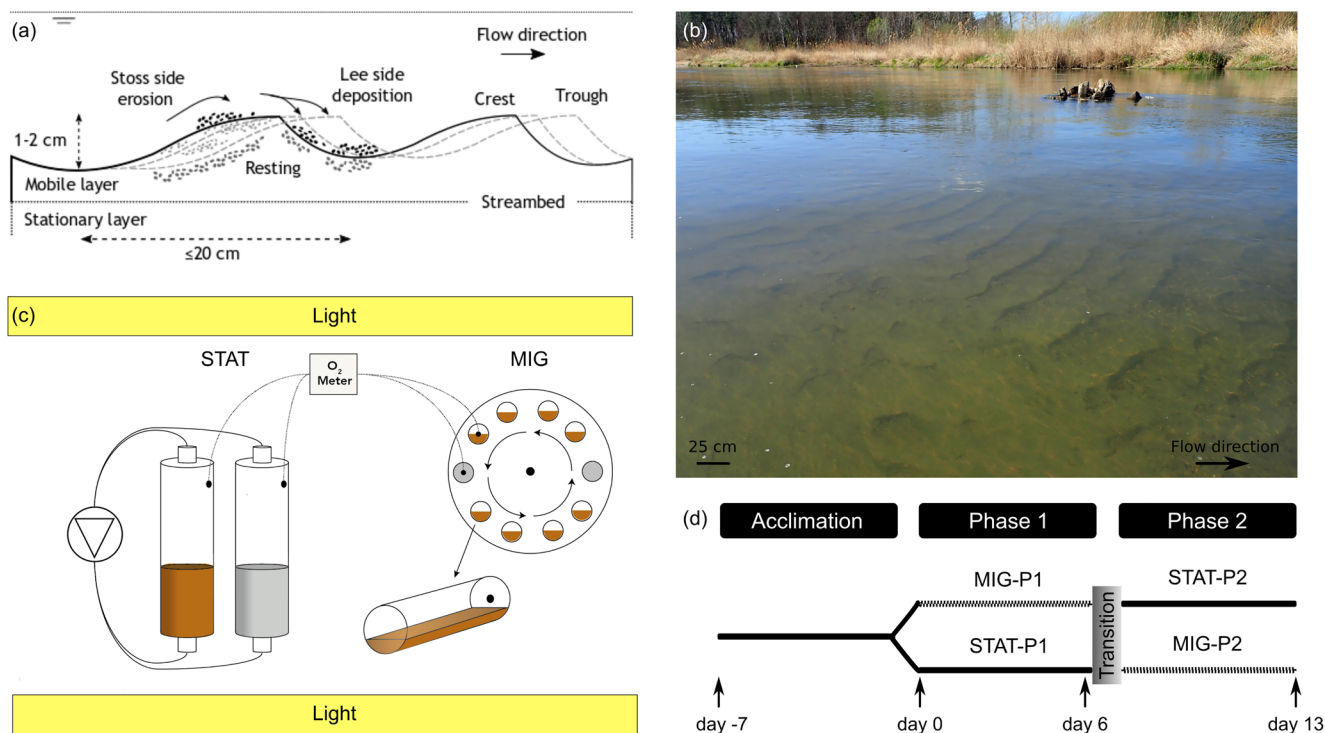 (a)
Flow direction
Stoss side
erosion
Lee side
deposition
Crest
Trough
1-2 cm
Resting
Mobile layer
Streambed
Stationary layer
≤20 cm
(b)
25 cm
Flow direction
(c)
Light
STAT
O2
Meter
MIG
Light
(d)
Acclimation
Phase 1
Phase 2
MIG-P1
STAT-P2
Transition
STAT-P1
MIG-P2
day -7
day 0
day 6
day 13